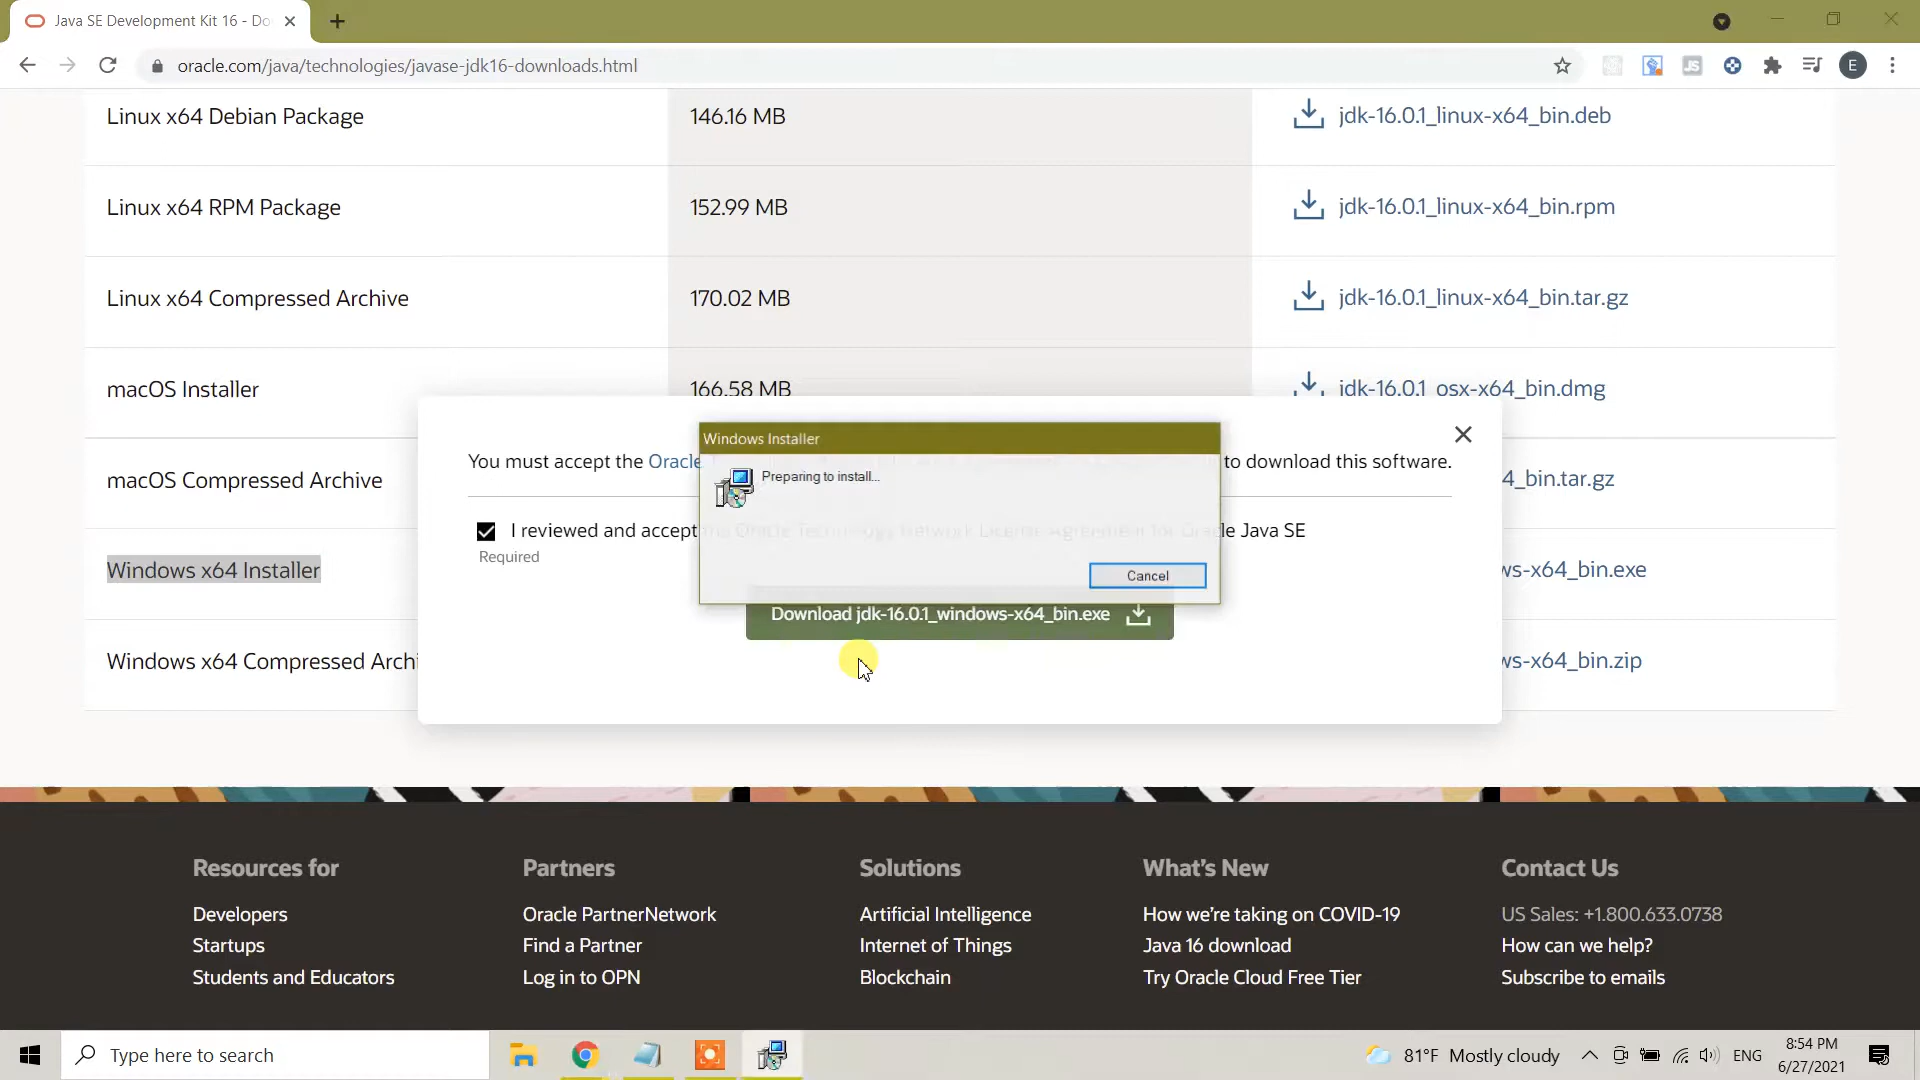 Java SE Development Kit 16 - Do
oracle.com/java/technologies/javase-jdk16-downloads.html
E
Linux x64 Debian Package 146.16 MB jdk-16.0.1_linux-x64_bin.deb
Linux x64 RPM Package 152.99 MB jdk-16.0.1_linux-x64_bin.rpm
Linux x64 Compressed Archive 170.02 MB jdk-16.0.1_linux-x64_bin.tar.gz
macOS Installer 166.58 MB jdk-16.0.1_osx-x64_bin.dmg
macOS Compressed Archive 4_bin.tar.gz
Windows x64 Installer ws-x64_bin.exe
Windows x64 Compressed Archi ws-x64_bin.zip
You must accept the Oracle to download this software.
I reviewed and accept the Oracle Technology Network License Agreement for Oracle Java SE
Required
Download jdk-16.0.1_windows-x64_bin.exe
Windows Installer
Preparing to install...
Cancel
Resources for
Developers
Startups
Students and Educators
Partners
Oracle PartnerNetwork
Find a Partner
Log in to OPN
Solutions
Artificial Intelligence
Internet of Things
Blockchain
What's New
How we're taking on COVID-19
Java 16 download
Try Oracle Cloud Free Tier
Contact Us
US Sales: +1.800.633.0738
How can we help?
Subscribe to emails
Type here to search
81°F Mostly cloudy
ENG
8:54 PM
6/27/2021